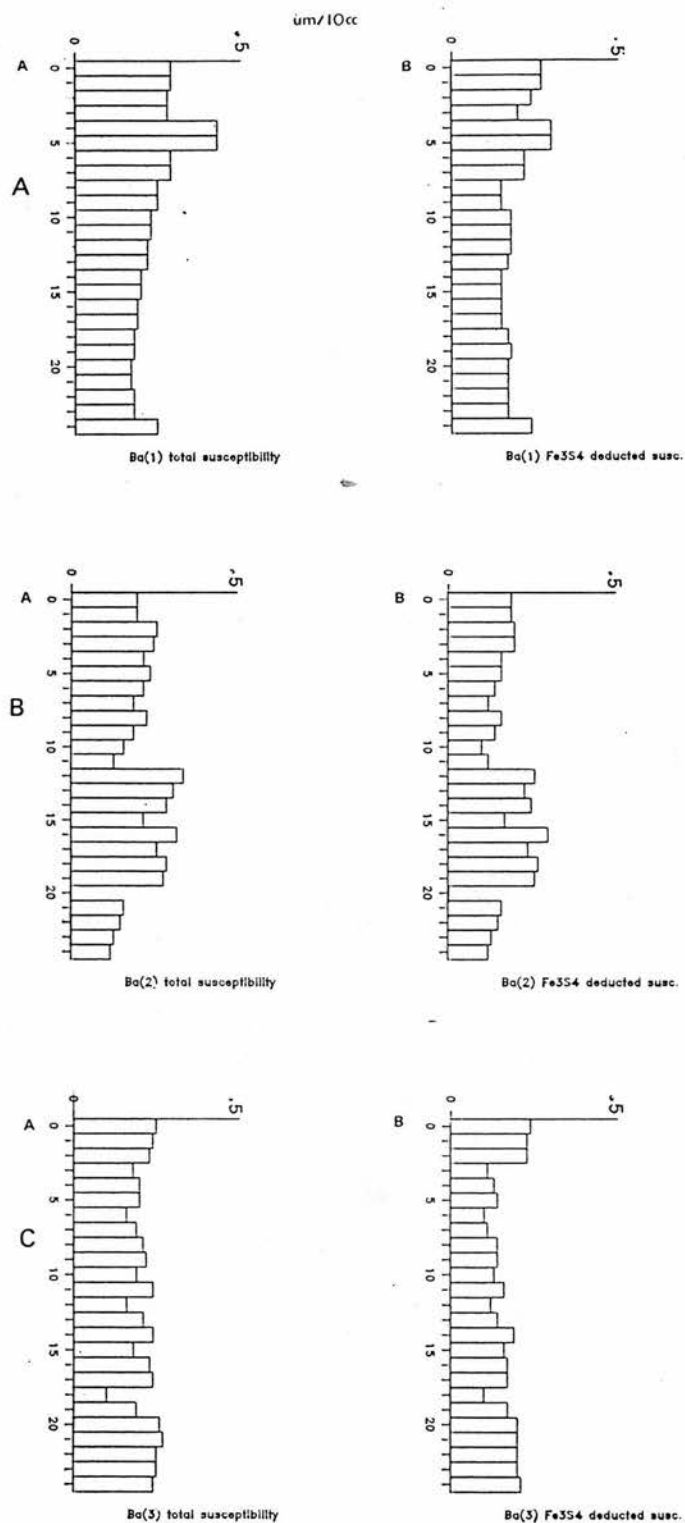 um/10cc
0 .5
A
0 5 10 15 20
A
Ba(1) total susceptibility
0 .5
B
0 5 10 15 20
Ba(1) Fe3S4 deducted susc.
0 .5
A
0 5 10 15 20
B
Ba(2) total susceptibility
0 .5
B
0 5 10 15 20
Ba(2) Fe3S4 deducted susc.
0 .5
A
0 5 10 15 20
C
Ba(3) total susceptibility
0 .5
B
0 5 10 15 20
Ba(3) Fe3S4 deducted susc.